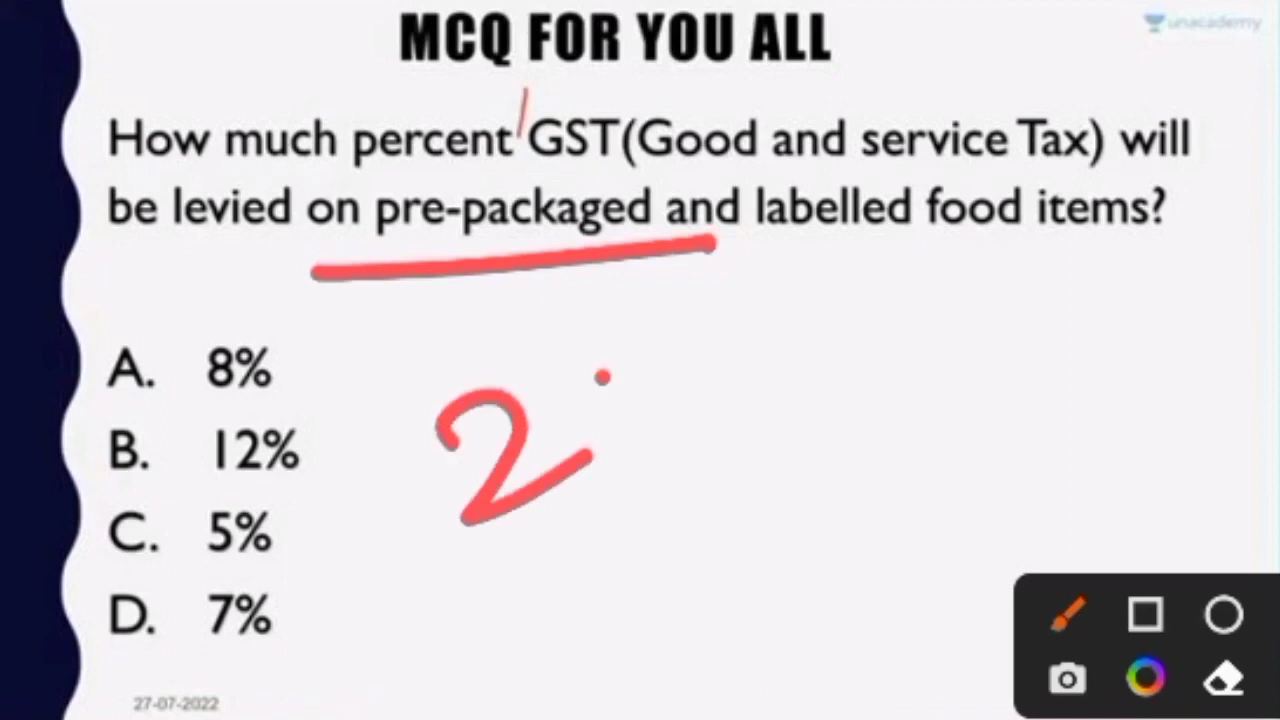 MCQ FOR YOU ALL
unacademy
How much percent GST(Good and service Tax) will
be levied on pre-packaged and labelled food items?
A. 8%
B. 12%
C. 5%
D. 7%
2
27-07-2022